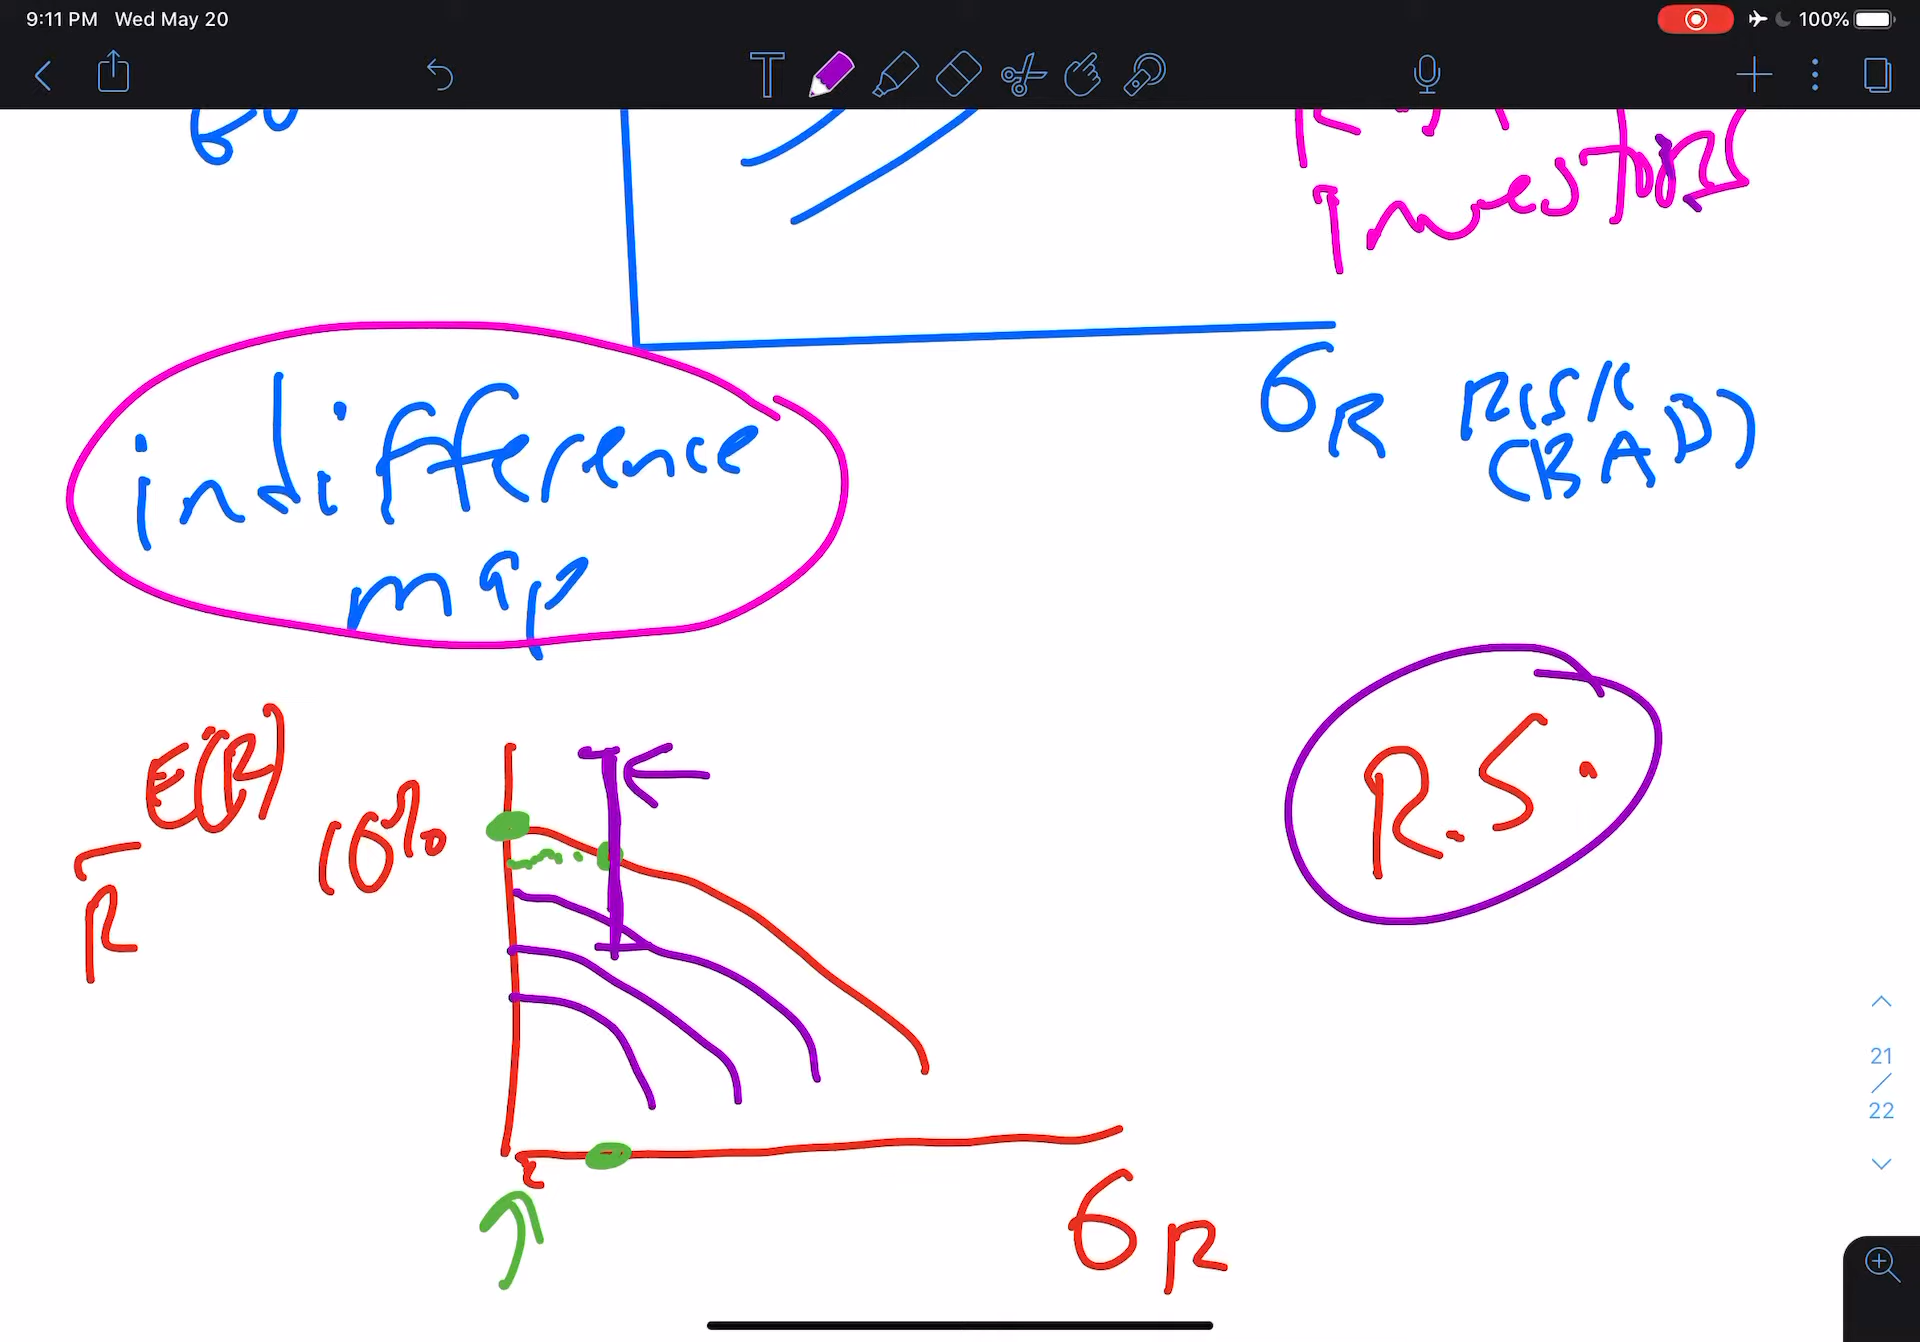 9:11 PM Wed May 20
100%
T
Investors
σR RISK
(BAD)
indifference
map
E(R)
R
10%
R.S.
σR
21
/
22